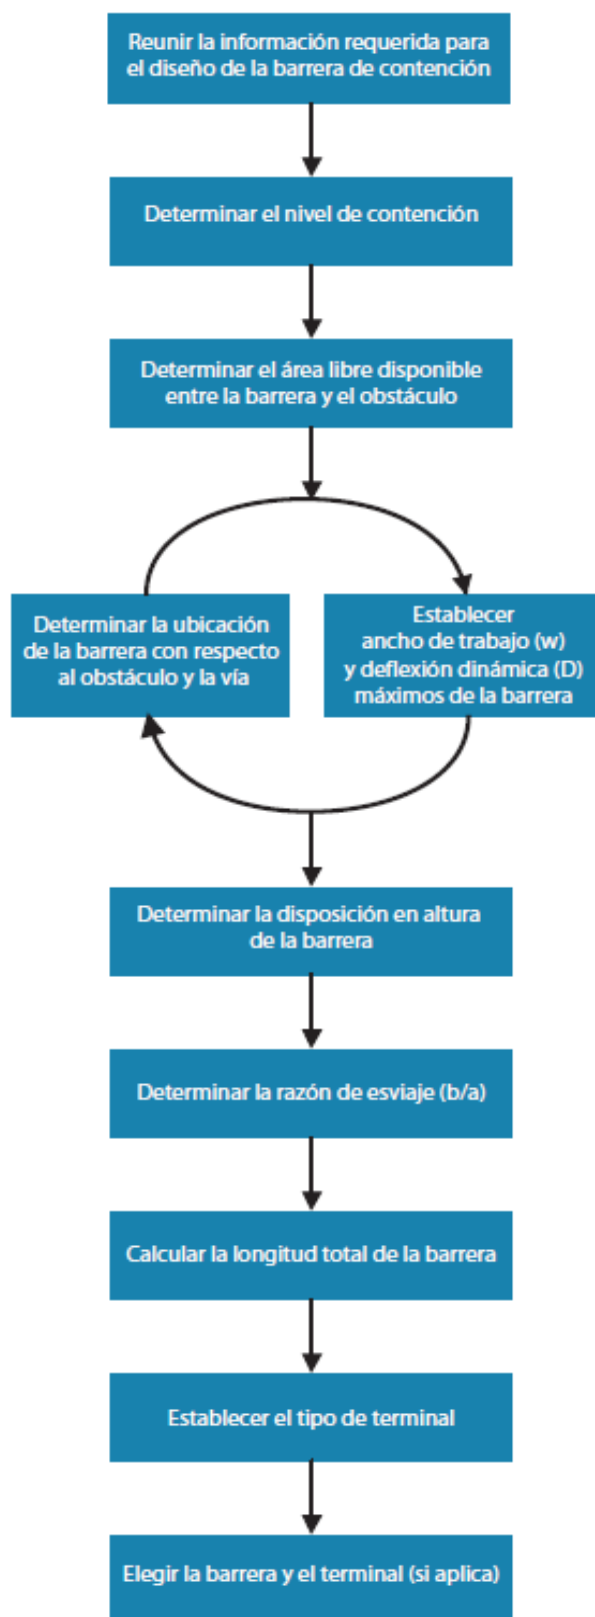 Reunir la información requerida para
el diseño de la barrera de contención
Determinar el nivel de contención
Determinar el área libre disponible
entre la barrera y el obstáculo
Determinar la ubicación
de la barrera con respecto
al obstáculo y la vía
Establecer
ancho de trabajo (w)
y deflexión dinámica (D)
máximos de la barrera
Determinar la disposición en altura
de la barrera
Determinar la razón de esviaje (b/a)
Calcular la longitud total de la barrera
Establecer el tipo de terminal
Elegir la barrera y el terminal (si aplica)